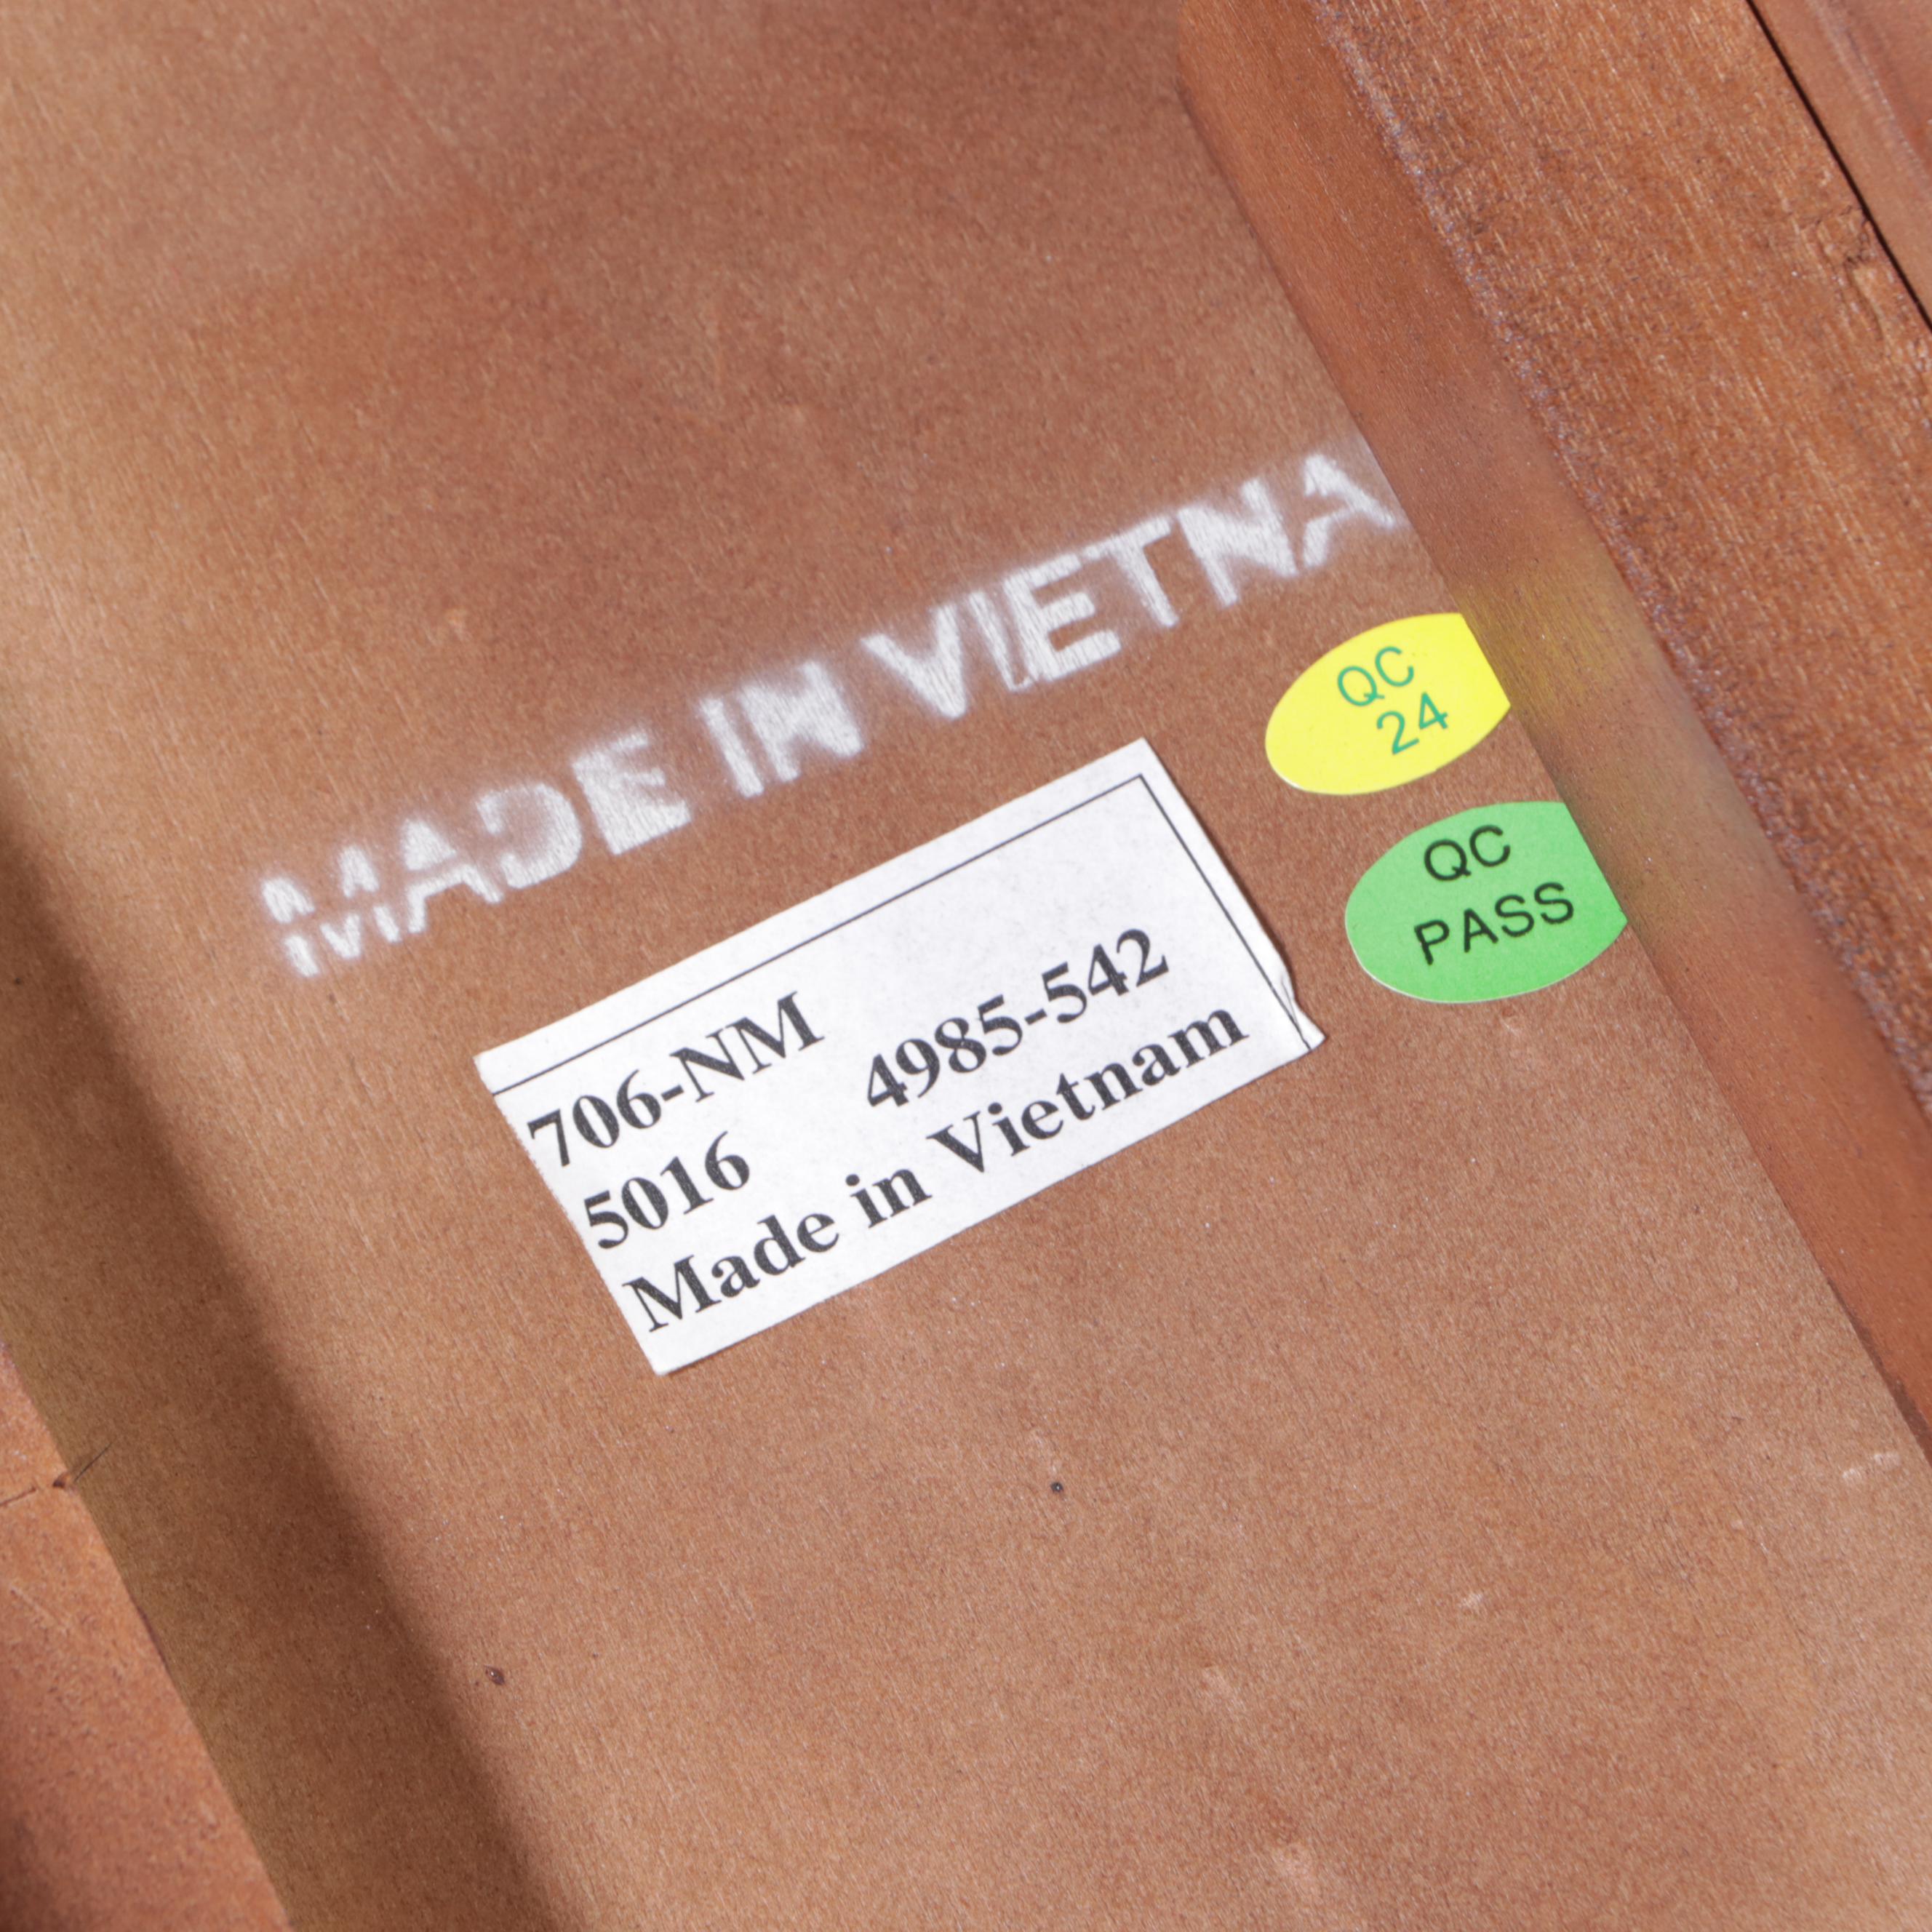 MADE IN VIETNA
QC
24
QC
PASS
706-NM
5016 4985-542
Made in Vietnam